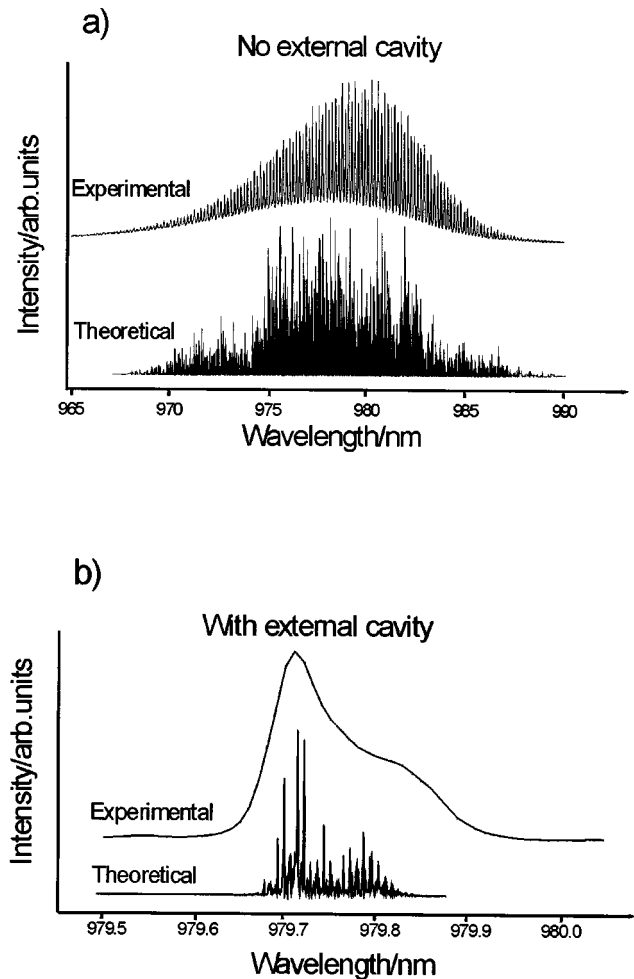 a)
No external cavity
Intensity/arb.units
Experimental
Theoretical
965 970 975 980 985 990
Wavelength/nm
b)
With external cavity
Intensity/arb.units
Experimental
Theoretical
979.5 979.6 979.7 979.8 979.9 980.0
Wavelength/nm